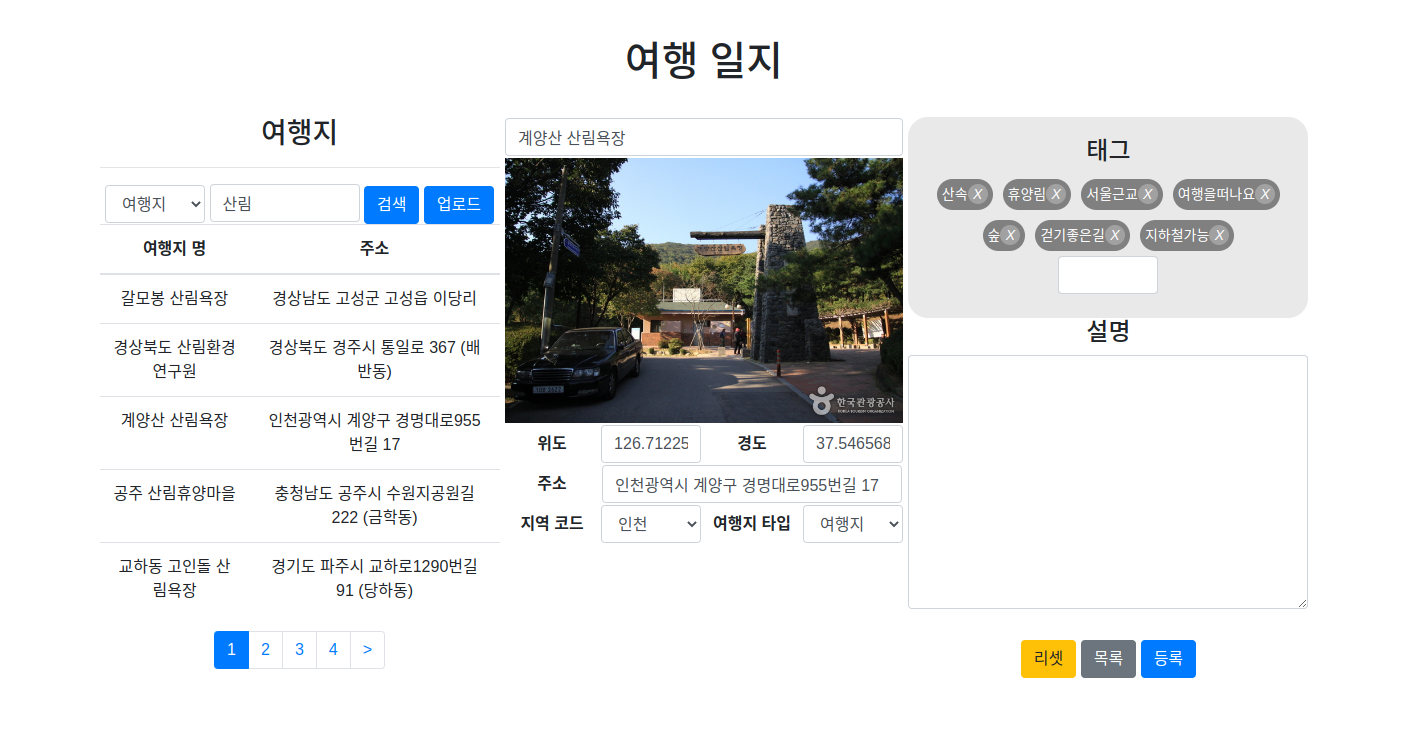 여행 일지
여행지
여행지
산림
검색
업로드
여행지 명
주소
갈모봉 산림욕장
경상남도 고성군 고성읍 이당리
경상북도 산림환경
연구원
경상북도 경주시 통일로 367 (배
반동)
계양산 산림욕장
인천광역시 계양구 경명대로955
번길 17
공주 산림휴양마을
충청남도 공주시 수원지공원길
222 (금학동)
교하동 고인돌 산
림욕장
경기도 파주시 교하로1290번길
91 (당하동)
1 2 3 4 >
계양산 산림욕장
한국관광공사
KOREA TOURISM ORGANIZATION
위도
126.71225
경도
37.546568
주소
인천광역시 계양구 경명대로955번길 17
지역 코드
인천
여행지 타입
여행지
태그
산속 X 휴양림 X 서울근교 X 여행을떠나요 X
숲 X 걷기좋은길 X 지하철가능 X
설명
리셋
목록
등록